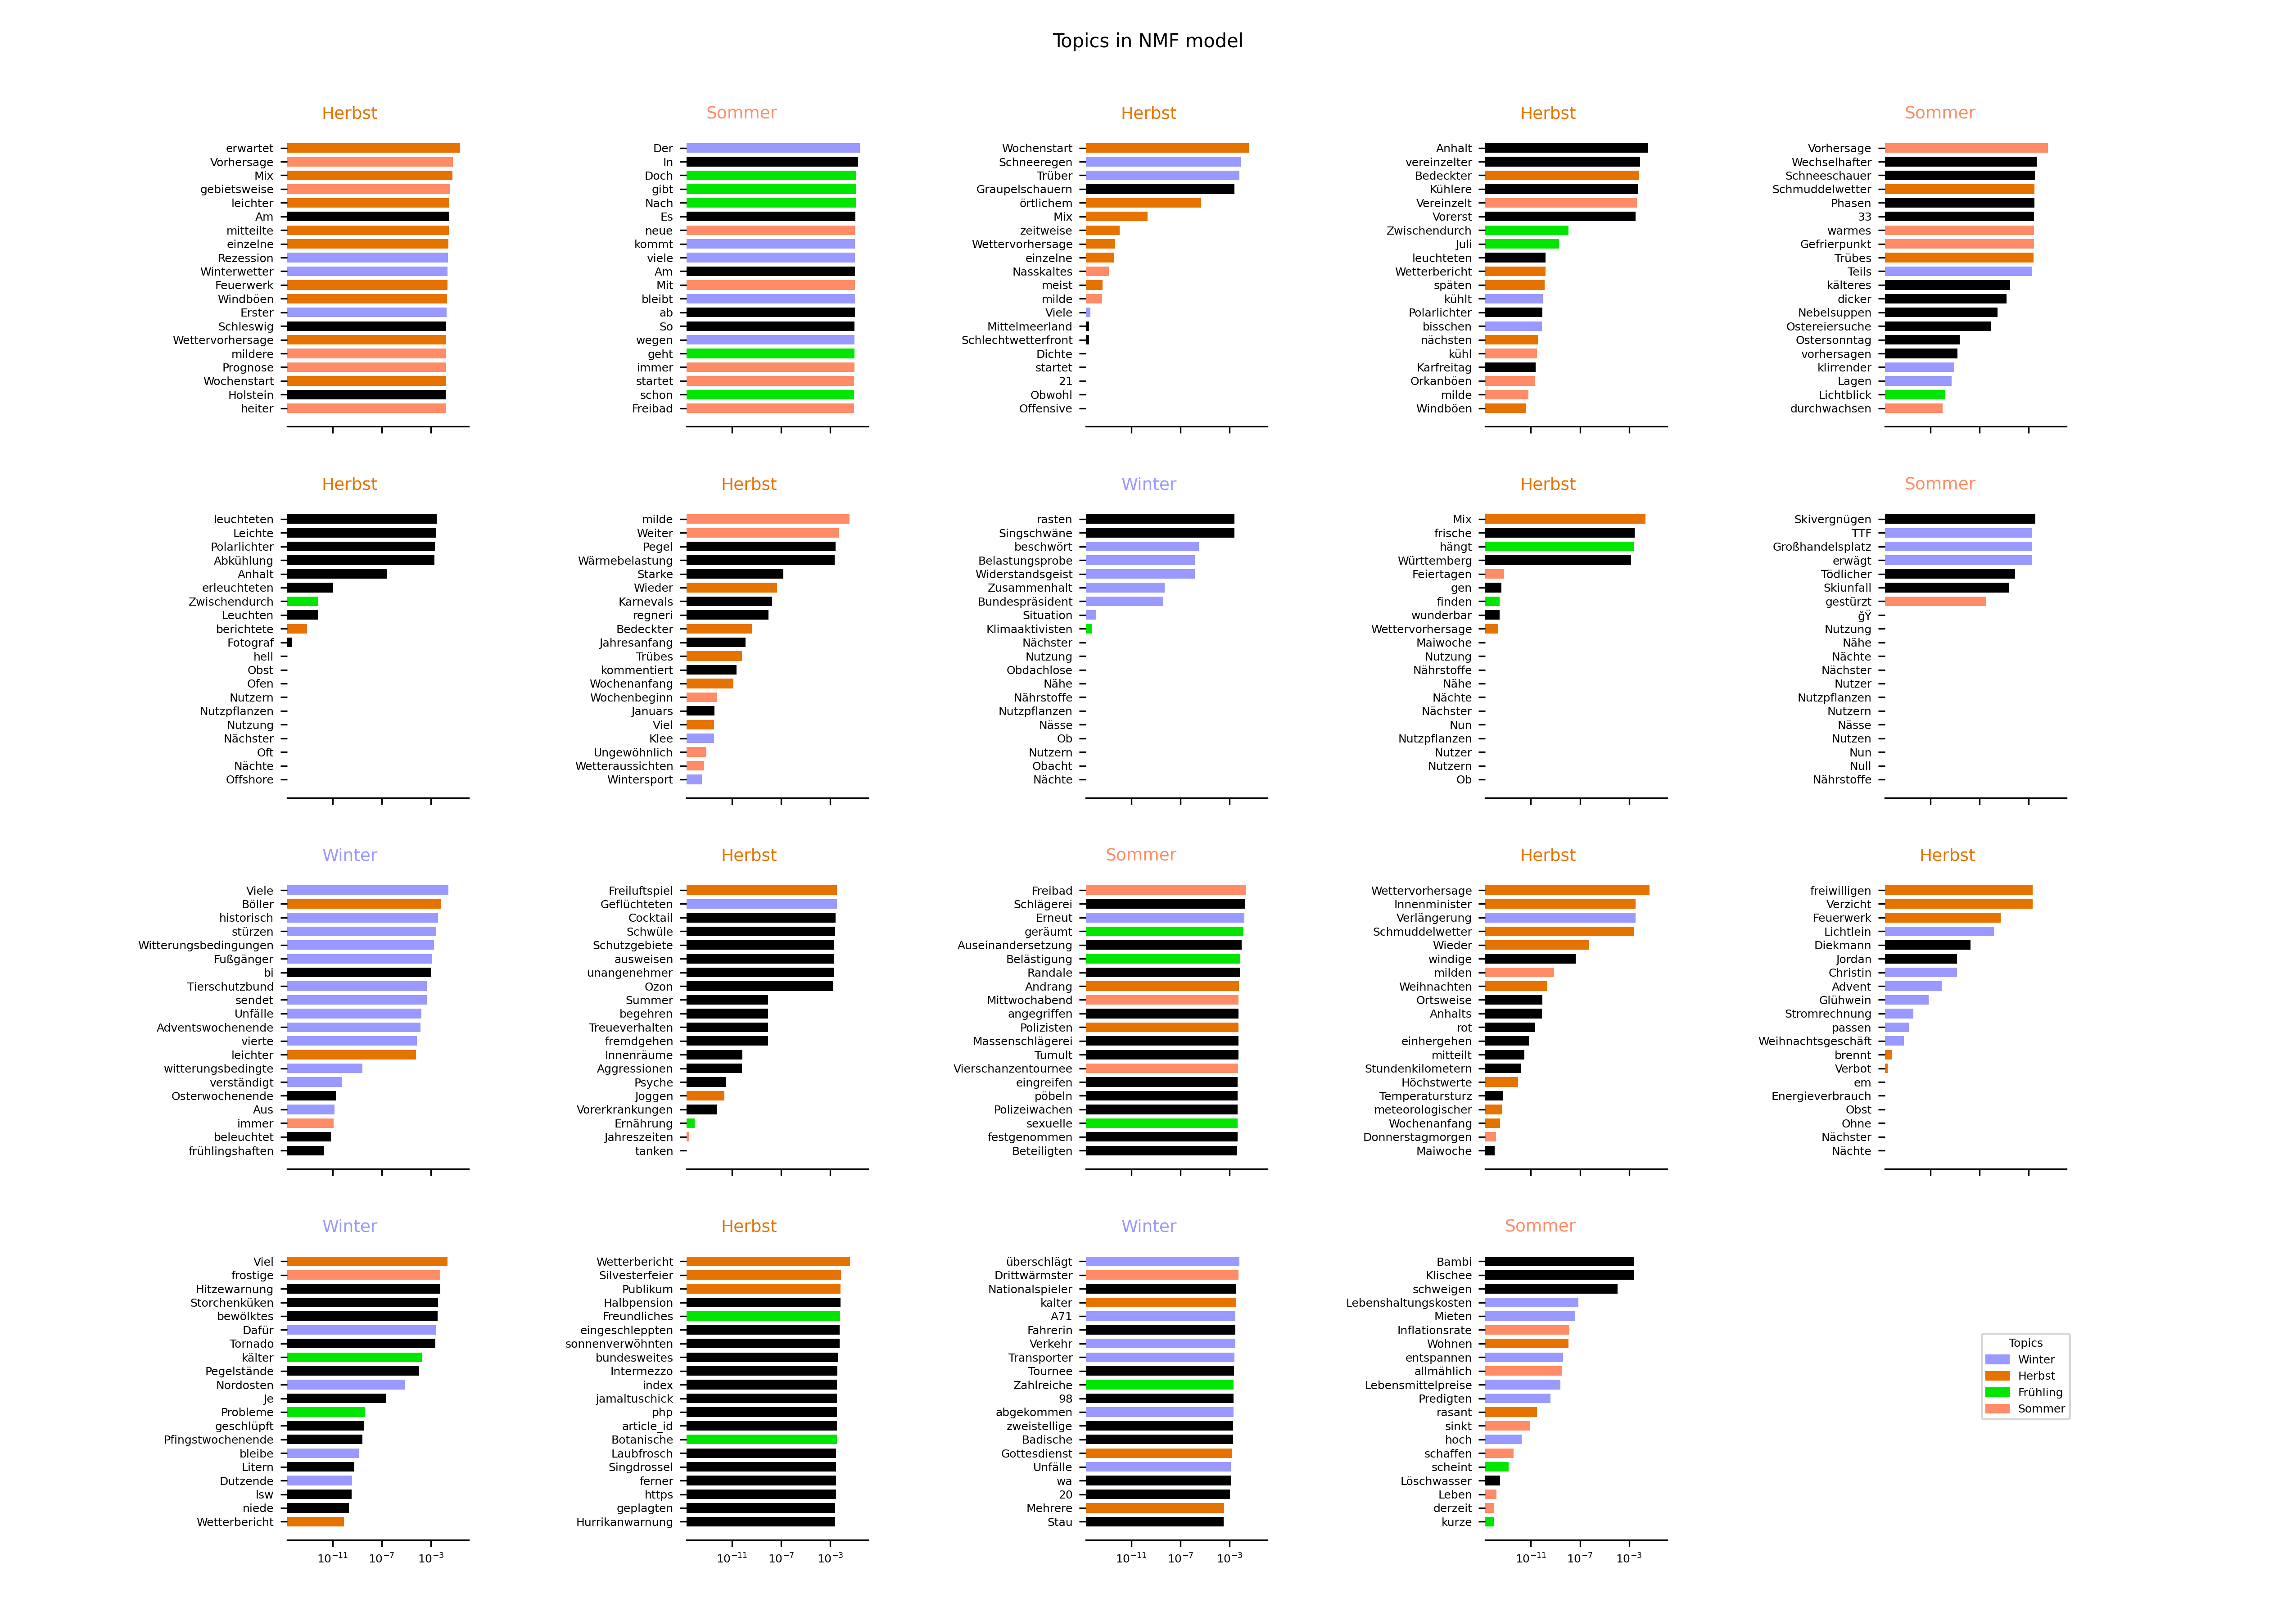 Topics in NMF model
Herbst
erwartet
Vorhersage
Mix
gebietsweise
leichter
Am
mitteilte
einzelne
Rezession
Winterwetter
Feuerwerk
Windböen
Erster
Schleswig
Wettervorhersage
mildere
Prognose
Wochenstart
Holstein
heiter
Sommer
Der
In
Doch
gibt
Nach
Es
neue
kommt
viele
Am
Mit
bleibt
ab
So
wegen
geht
immer
startet
schon
Freibad
Herbst
Wochenstart
Schneeregen
Trüber
Graupelschauern
örtlichem
Mix
zeitweise
Wettervorhersage
einzelne
Nasskaltes
meist
milde
Viele
Mittelmeerland
Schlechtwetterfront
Dichte
startet
21
Obwohl
Offensive
Herbst
Anhalt
vereinzelter
Bedeckter
Kühlere
Vereinzelt
Vorerst
Zwischendurch
Juli
leuchteten
Wetterbericht
späten
kühlt
Polarlichter
bisschen
nächsten
kühl
Karfreitag
Orkanböen
milde
Windböen
Sommer
Vorhersage
Wechselhafter
Schneeschauer
Schmuddelwetter
Phasen
33
warmes
Gefrierpunkt
Trübes
Teils
kälteres
dicker
Nebelsuppen
Ostereiersuche
Ostersonntag
vorhersagen
klirrender
Lagen
Lichtblick
durchwachsen
Herbst
leuchteten
Leichte
Polarlichter
Abkühlung
Anhalt
erleuchteten
Zwischendurch
Leuchten
berichtete
Fotograf
hell
Obst
Ofen
Nutzern
Nutzpflanzen
Nutzung
Nächster
Oft
Nächte
Offshore
Herbst
milde
Weiter
Pegel
Wärmebelastung
Starke
Wieder
Karnevals
regneri
Bedeckter
Jahresanfang
Trübes
kommentiert
Wochenanfang
Wochenbeginn
Januars
Viel
Klee
Ungewöhnlich
Wetteraussichten
Wintersport
Winter
rasten
Singschwäne
beschwört
Belastungsprobe
Widerstandsgeist
Zusammenhalt
Bundespräsident
Situation
Klimaaktivisten
Nächster
Nutzung
Obdachlose
Nähe
Nährstoffe
Nutzpflanzen
Nässe
Ob
Nutzern
Obacht
Nächte
Herbst
Mix
frische
hängt
Württemberg
Feiertagen
gen
finden
wunderbar
Wettervorhersage
Maiwoche
Nutzung
Nährstoffe
Nähe
Nächte
Nächster
Nun
Nutzpflanzen
Nutzer
Nutzern
Ob
Sommer
Skivergnügen
TTF
Großhandelsplatz
erwägt
Tödlicher
Skiunfall
gestürzt
ğŸ
Nutzung
Nähe
Nächte
Nächster
Nutzer
Nutzpflanzen
Nutzern
Nässe
Nutzen
Nun
Null
Nährstoffe
Winter
Viele
Böller
historisch
stürzen
Witterungsbedingungen
Fußgänger
bi
Tierschutzbund
sendet
Unfälle
Adventswochenende
vierte
leichter
witterungsbedingte
verständigt
Osterwochenende
Aus
immer
beleuchtet
frühlingshaften
Herbst
Freiluftspiel
Geflüchteten
Cocktail
Schwüle
Schutzgebiete
ausweisen
unangenehmer
Ozon
Summer
begehren
Treueverhalten
fremdgehen
Innenräume
Aggressionen
Psyche
Joggen
Vorerkrankungen
Ernährung
Jahreszeiten
tanken
Sommer
Freibad
Schlägerei
Erneut
geräumt
Auseinandersetzung
Belästigung
Randale
Andrang
Mittwochabend
angegriffen
Polizisten
Massenschlägerei
Tumult
Vierschanzentournee
eingreifen
pöbeln
Polizeiwachen
sexuelle
festgenommen
Beteiligten
Herbst
Wettervorhersage
Innenminister
Verlängerung
Schmuddelwetter
Wieder
windige
milden
Weihnachten
Ortsweise
Anhalts
rot
einhergehen
mitteilt
Stundenkilometern
Höchstwerte
Temperatursturz
meteorologischer
Wochenanfang
Donnerstagmorgen
Maiwoche
Herbst
freiwilligen
Verzicht
Feuerwerk
Lichtlein
Diekmann
Jordan
Christin
Advent
Glühwein
Stromrechnung
passen
Weihnachtsgeschäft
brennt
Verbot
em
Energieverbrauch
Obst
Ohne
Nächster
Nächte
Winter
Viel
frostige
Hitzewarnung
Storchenküken
bewölktes
Dafür
Tornado
kälter
Pegelstände
Nordosten
Je
Probleme
geschlüpft
Pfingstwochenende
bleibe
Litern
Dutzende
lsw
niede
Wetterbericht
10⁻¹¹ 10⁻⁷ 10⁻³
Herbst
Wetterbericht
Silvesterfeier
Publikum
Halbpension
Freundliches
eingeschleppten
sonnenverwöhnten
bundesweites
Intermezzo
index
jamaltuschick
php
article_id
Botanische
Laubfrosch
Singdrossel
ferner
https
geplagten
Hurrikanwarnung
10⁻¹¹ 10⁻⁷ 10⁻³
Winter
überschlägt
Drittwärmster
Nationalspieler
kalter
A71
Fahrerin
Verkehr
Transporter
Tournee
Zahlreiche
98
abgekommen
zweistellige
Badische
Gottesdienst
Unfälle
wa
20
Mehrere
Stau
10⁻¹¹ 10⁻⁷ 10⁻³
Sommer
Bambi
Klischee
schweigen
Lebenshaltungskosten
Mieten
Inflationsrate
Wohnen
entspannen
allmählich
Lebensmittelpreise
Predigten
rasant
sinkt
hoch
schaffen
scheint
Löschwasser
Leben
derzeit
kurze
10⁻¹¹ 10⁻⁷ 10⁻³
Topics
Winter
Herbst
Frühling
Sommer